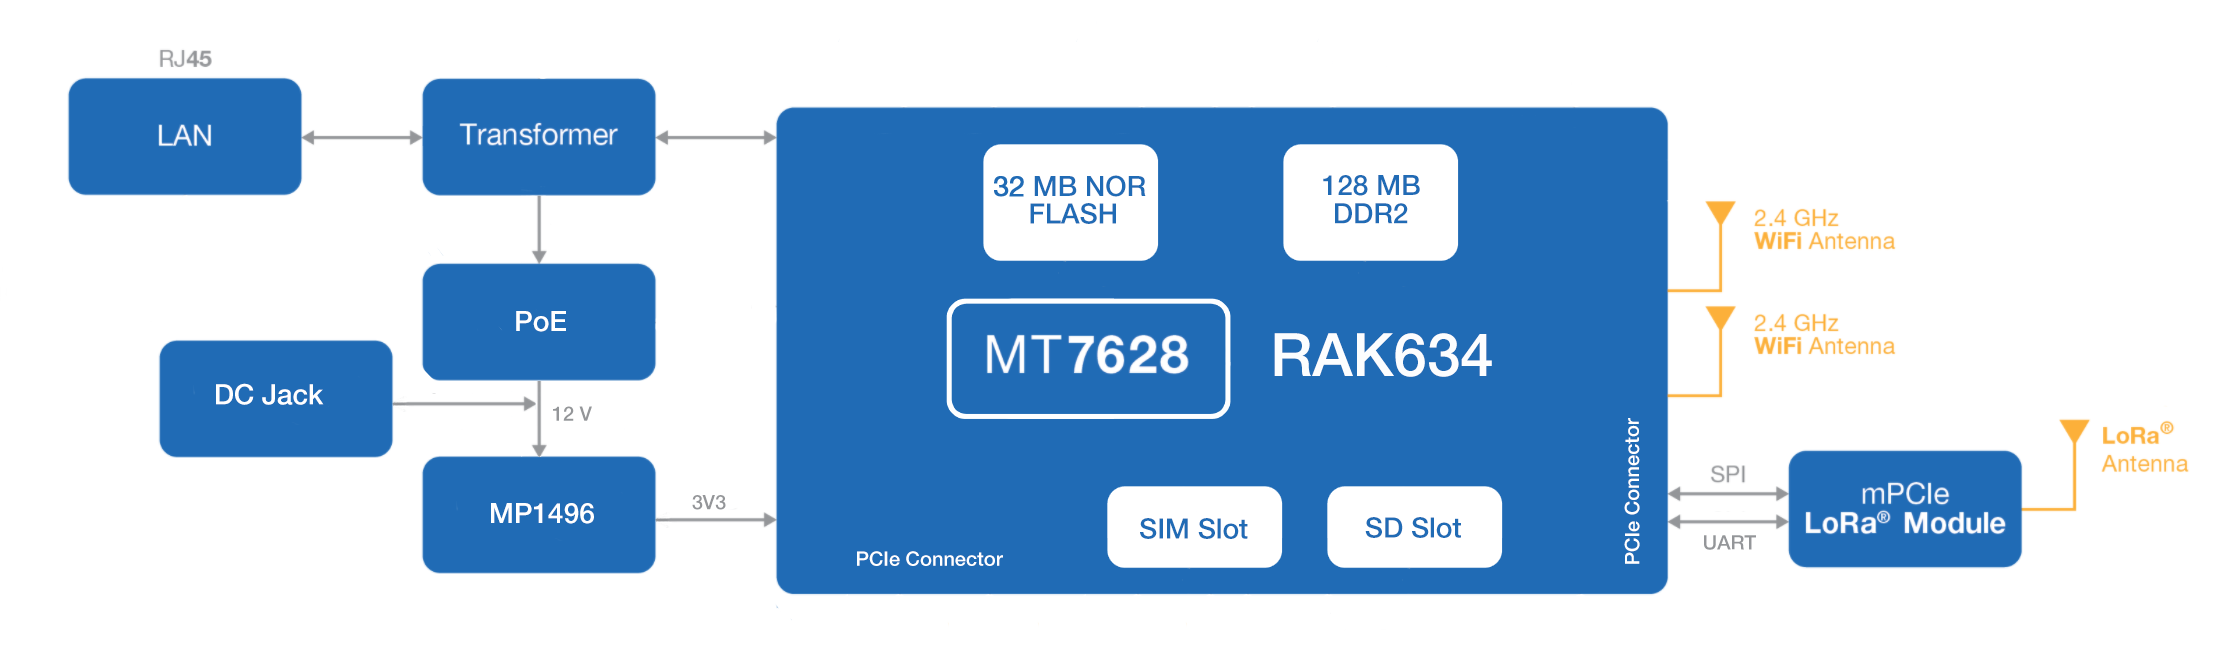 RJ45
LAN
Transformer
PoE
DC Jack
12 V
MP1496
3V3
32 MB NOR
FLASH
128 MB
DDR2
MT7628
RAK634
PCIe Connector
SIM Slot
SD Slot
PCIe Connector
2.4 GHz
WiFi Antenna
2.4 GHz
WiFi Antenna
SPI
UART
mPCIe
LoRa® Module
LoRa®
Antenna